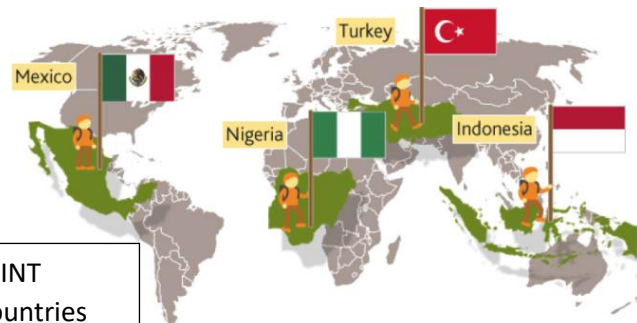 Turkey
Mexico
Nigeria
Indonesia
INT
ountries